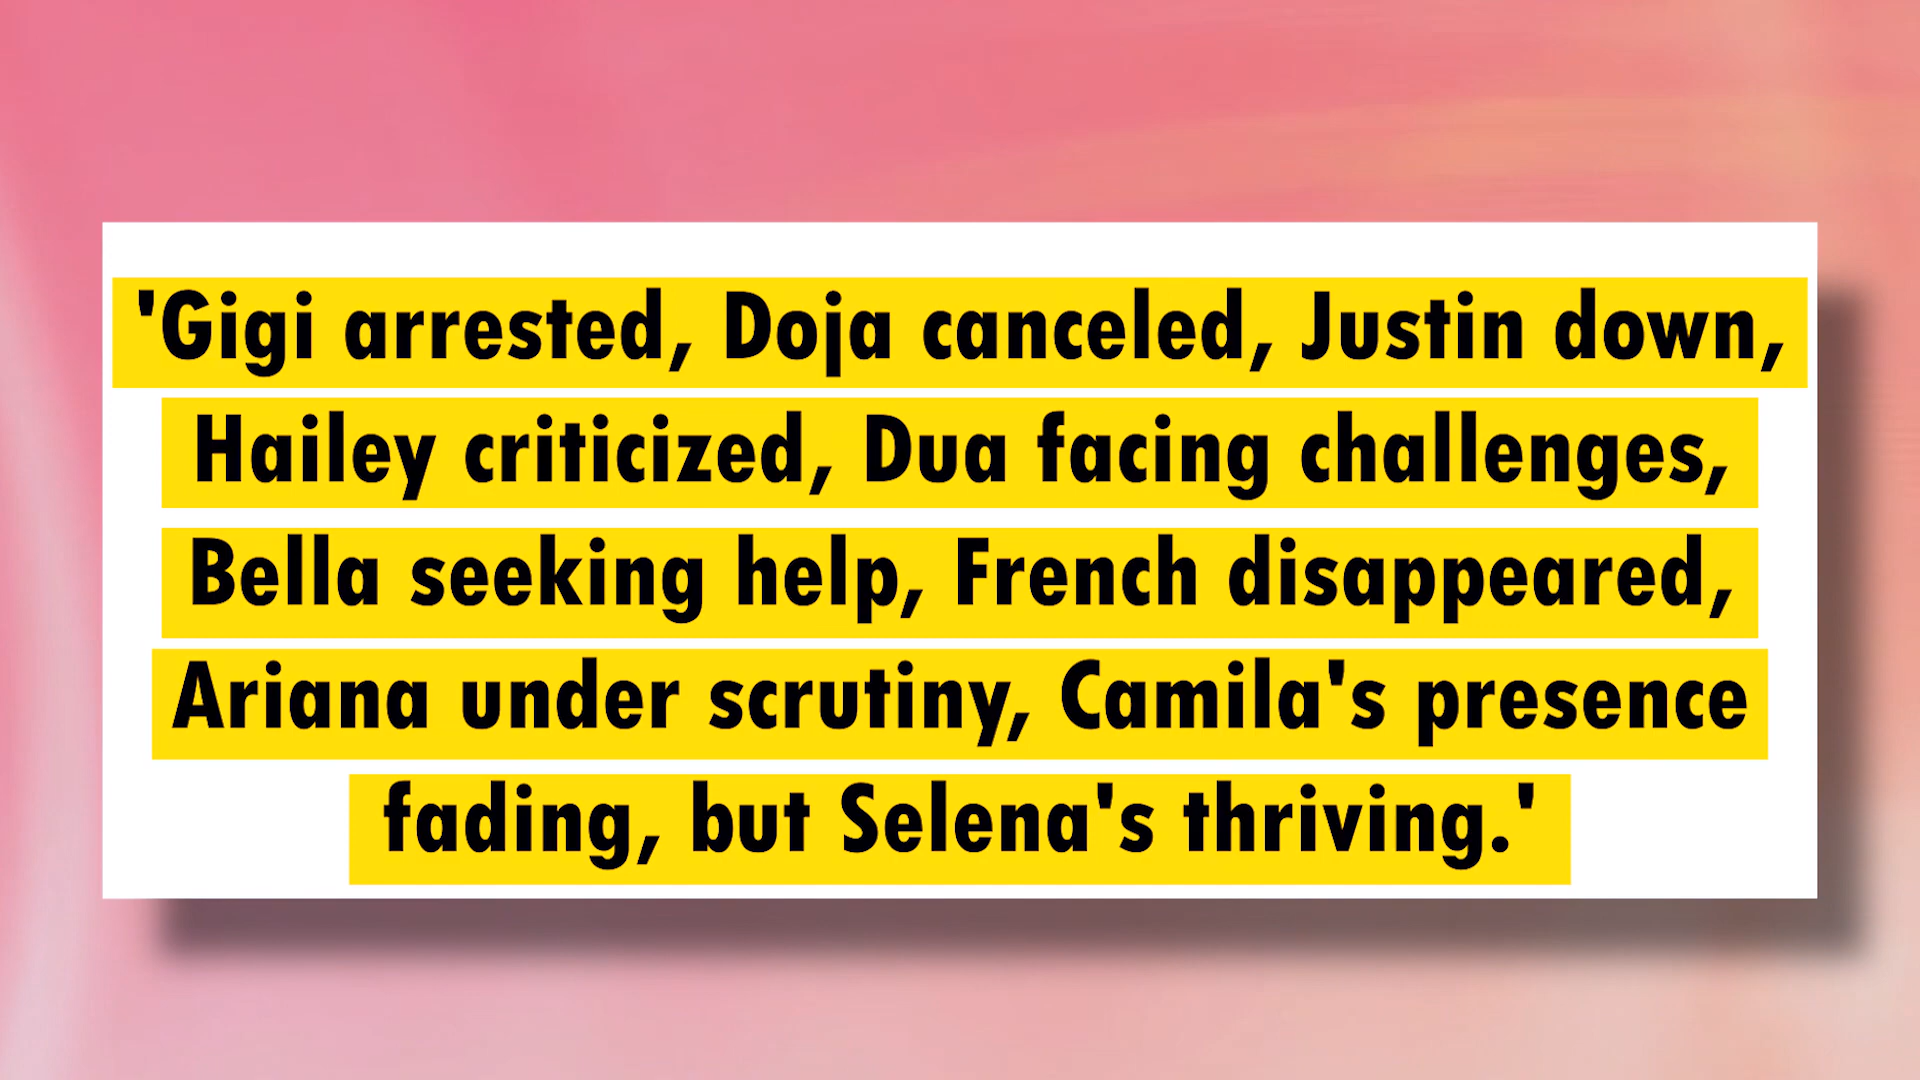 'Gigi arrested, Doja canceled, Justin down,
Hailey criticized, Dua facing challenges,
Bella seeking help, French disappeared,
Ariana under scrutiny, Camila's presence
fading, but Selena's thriving.'